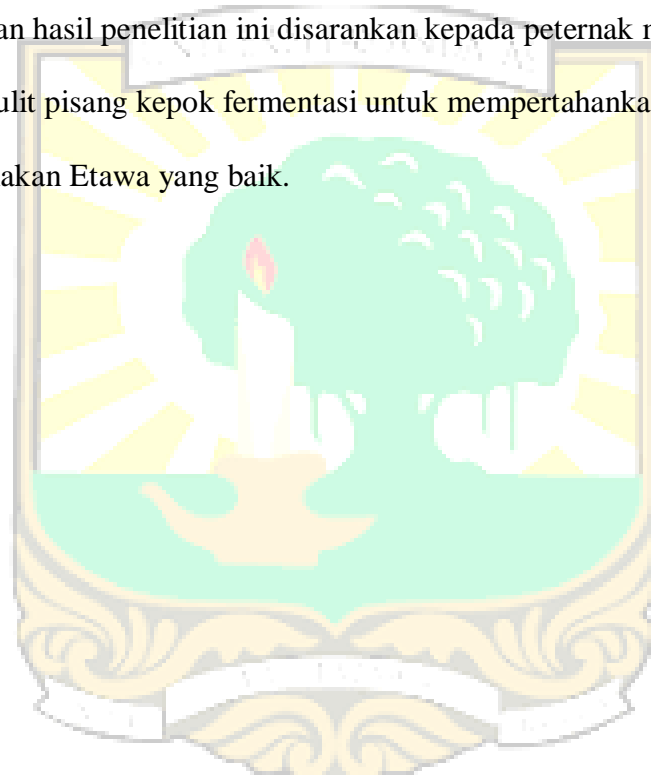 an hasil penelitian ini disarankan kepada peternak
ulit pisang kepok fermentasi untuk mempertahanka
akan Etawa yang baik.